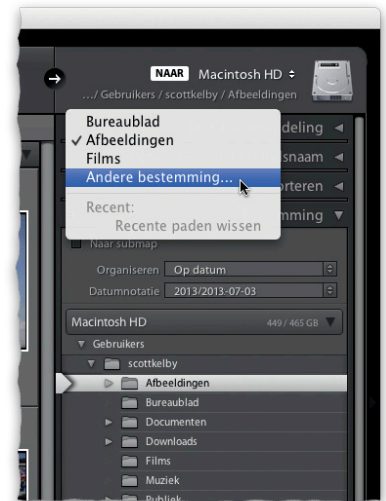 NAAR Macintosh HD
.../ Gebruikers / scottkelby / Afbeeldingen
Bureaublad
✓ Afbeeldingen
Films
Andere bestemming...
Recent:
Recente paden wissen
deling
snaam
rteren
mming
Naar submap
Organiseren Op datum
Datumnotatie 2013/2013-07-03
Macintosh HD 449 / 465 GB
Gebruikers
scottkelby
Afbeeldingen
Bureaublad
Documenten
Downloads
Films
Muziek
Publiek